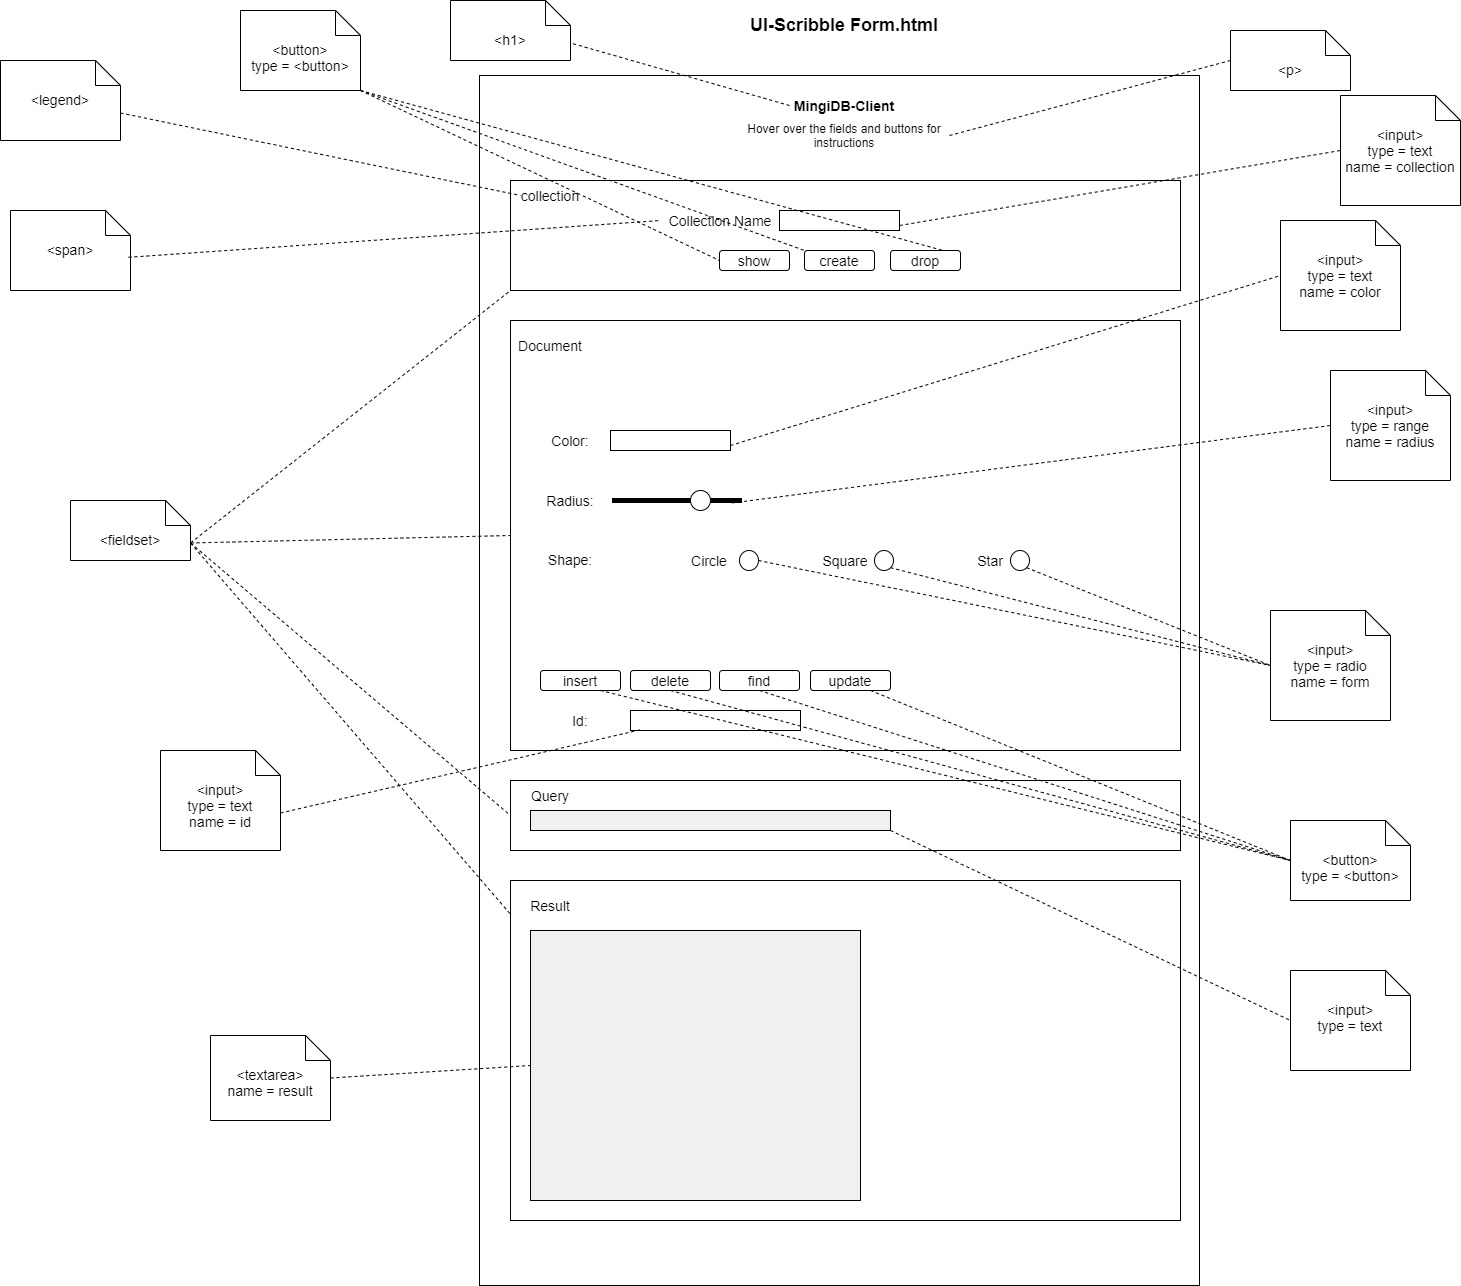 UI-Scribble Form.html
<button>
type = <button>
<h1>
<p>
<legend>
MingiDB-Client
Hover over the fields and buttons for
instructions
<input>
type = text
name = collection
collection
Collection Name
<span>
show
create
drop
<input>
type = text
name = color
Document
Color:
<input>
type = range
name = radius
Radius:
<fieldset>
Shape:
Circle
Square
Star
<input>
type = radio
name = form
insert
delete
find
update
Id:
<input>
type = text
name = id
Query
<button>
type = <button>
Result
<input>
type = text
<textarea>
name = result